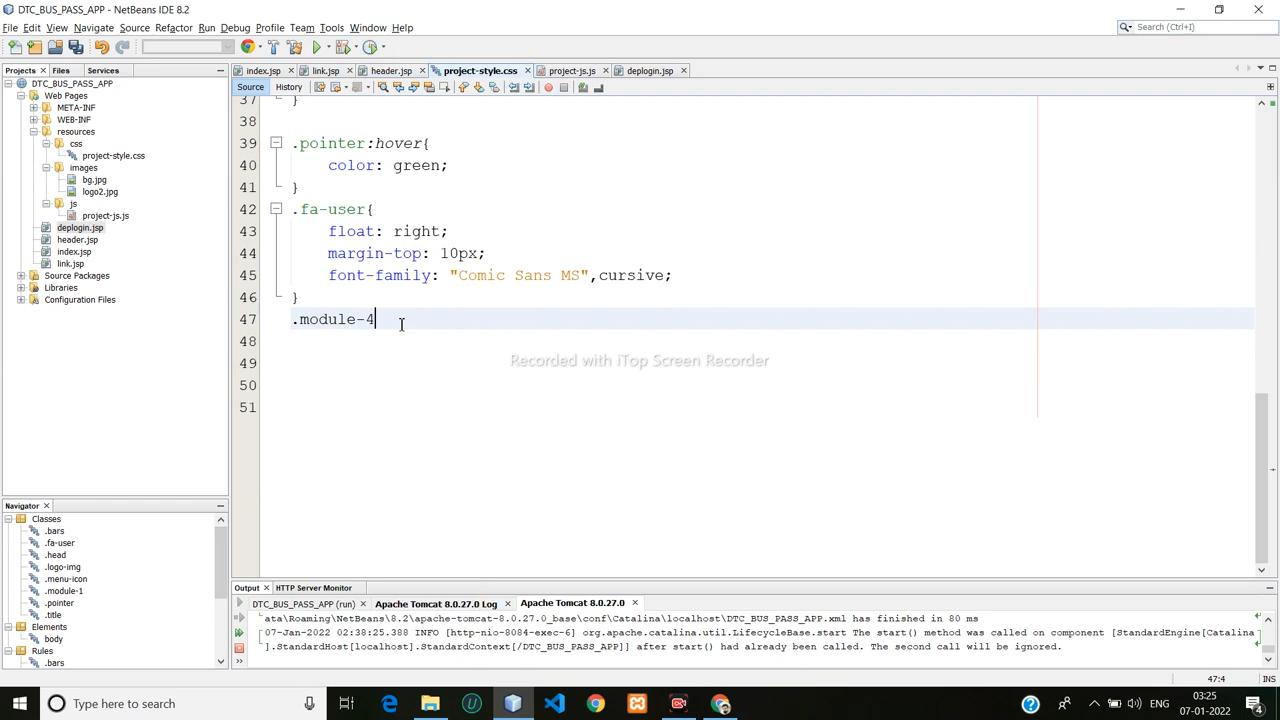 DTC_BUS_PASS_APP - NetBeans IDE 8.2
File Edit View Navigate Source Refactor Run Debug Profile Team Tools Window Help
Search (Ctrl+I)
Projects Files Services
index.jsp link.jsp header.jsp project-style.css project-js.js deplogin.jsp
Source History
DTC_BUS_PASS_APP
Web Pages
META-INF
WEB-INF
resources
css
project-style.css
images
bg.jpg
logo2.jpg
js
project-js.js
deplogin.jsp
header.jsp
index.jsp
link.jsp
Source Packages
Libraries
Configuration Files
37 }
38
39 .pointer:hover{
40 color: green;
41 }
42 .fa-user{
43 float: right;
44 margin-top: 10px;
45 font-family: "Comic Sans MS",cursive;
46 }
47 .module-4
48
49
50
51
Recorded with iTop Screen Recorder
Navigator
Classes
.bars
.fa-user
.head
.logo-img
.menu-icon
.module-1
.pointer
.title
Elements
body
Rules
.bars
Output HTTP Server Monitor
DTC_BUS_PASS_APP (run) Apache Tomcat 8.0.27.0 Log Apache Tomcat 8.0.27.0
ata\Roaming\NetBeans\8.2\apache-tomcat-8.0.27.0_base\conf\Catalina\localhost\DTC_BUS_PASS_APP.xml has finished in 80 ms
07-Jan-2022 02:38:25.388 INFO [http-nio-8084-exec-6] org.apache.catalina.util.LifecycleBase.start The start() method was called on component [StandardEngine[Catalina
].StandardHost[localhost].StandardContext[/DTC_BUS_PASS_APP]] after start() had already been called. The second call will be ignored.
47:4 INS
Type here to search
ENG
03:25
07-01-2022
4